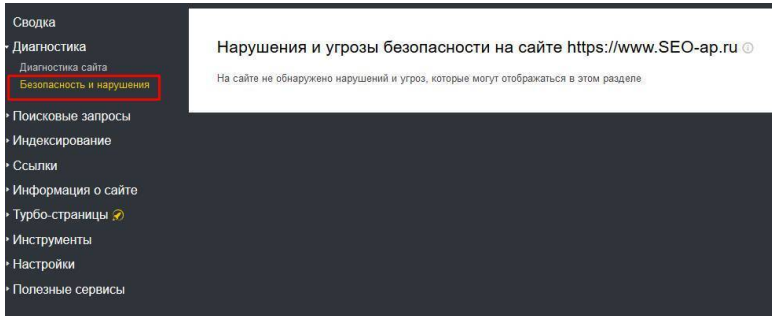 Сводка
Диагностика
Диагностика сайта
Безопасность и нарушения
Поисковые запросы
Индексирование
Ссылки
Информация о сайте
Турбо-страницы
Инструменты
Настройки
Полезные сервисы
Нарушения и угрозы безопасности на сайте https://www.SEO-ap.ru
На сайте не обнаружено нарушений и угроз, которые могут отображаться в этом разделе